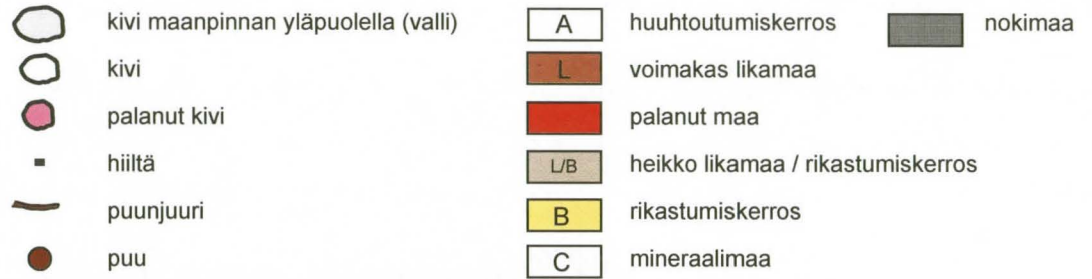 kivi maanpinnan yläpuolella (valli)
kivi
palanut kivi
hiiltä
puunjuuri
puu
A huuhtoutumiskerros
L voimakas likamaa
palanut maa
L/B heikko likamaa / rikastumiskerros
B rikastumiskerros
C mineraalimaa
nokimaa